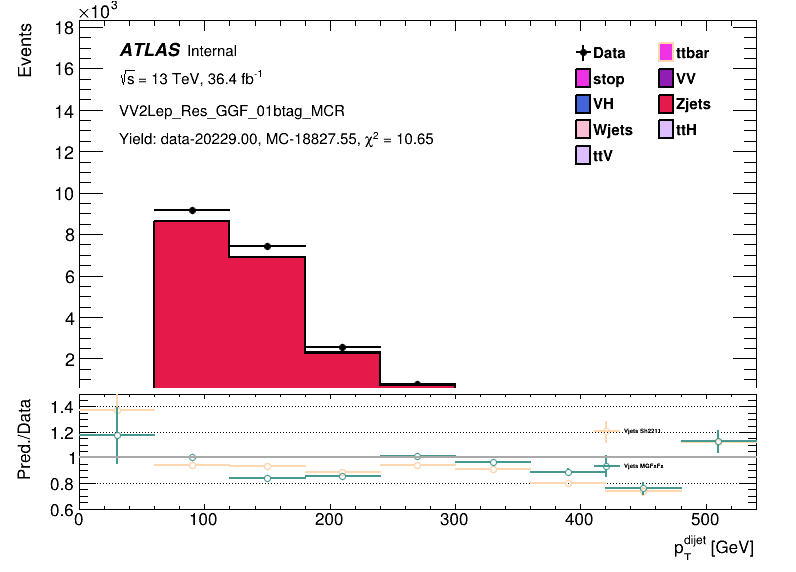 ×10³
Events
18
16
14
12
10
8
6
4
2
ATLAS Internal
√s = 13 TeV, 36.4 fb⁻¹
VV2Lep_Res_GGF_01btag_MCR
Yield: data-20229.00, MC-18827.55, χ² = 10.65
Data ttbar
stop VV
VH Zjets
Wjets ttH
ttV
Pred./Data
1.4
1.2
1
0.8
0.6
Vjets Sh2211
Vjets MGFxFx
0 100 200 300 400 500
p_T^dijet [GeV]